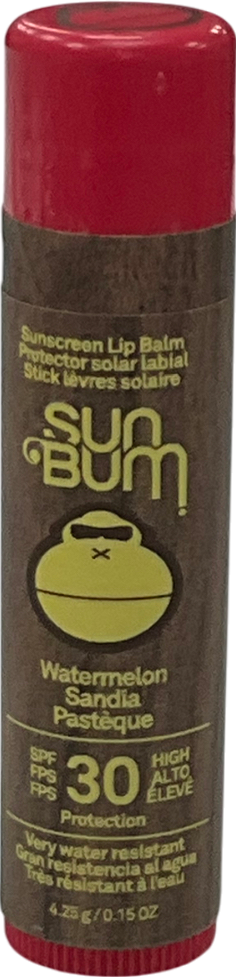 Sunscreen Lip Balm
Protector solar labial
Stick lèvres solaire
SUN
BUM
Watermelon
Sandía
Pastèque
SPF
FPS
FPS
30
HIGH
ALTO
ÉLEVÉ
Protection
Very water resistant
Gran resistencia al agua
Très résistant à l'eau
4.25 g / 0.15 OZ